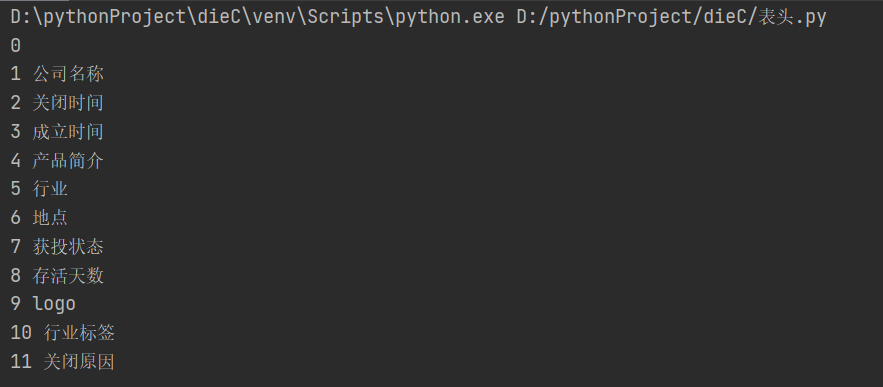 D:\pythonProject\dieC\venv\Scripts\python.exe D:/pythonProject/dieC/表头.py
0
1 公司名称
2 关闭时间
3 成立时间
4 产品简介
5 行业
6 地点
7 获投状态
8 存活天数
9 logo
10 行业标签
11 关闭原因